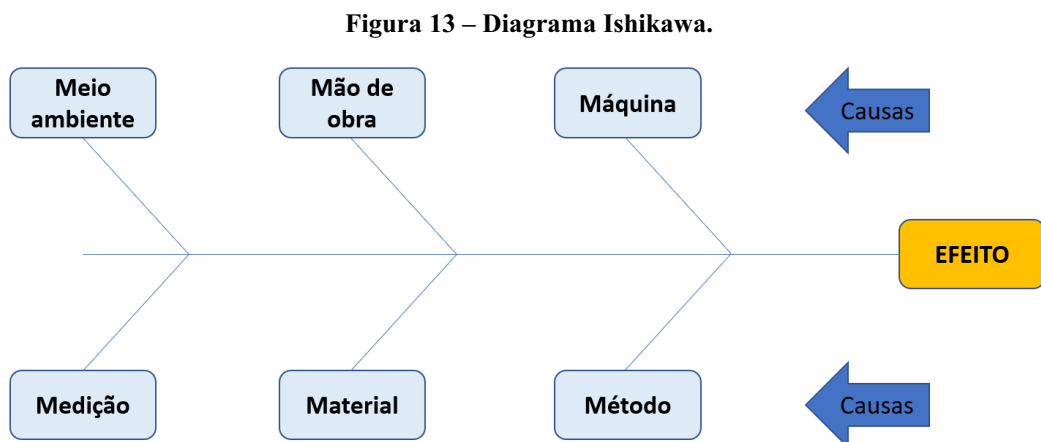 Figura 13 – Diagrama Ishikawa.
Meio
ambiente
Mão de
obra
Máquina
Causas
EFEITO
Medição
Material
Método
Causas